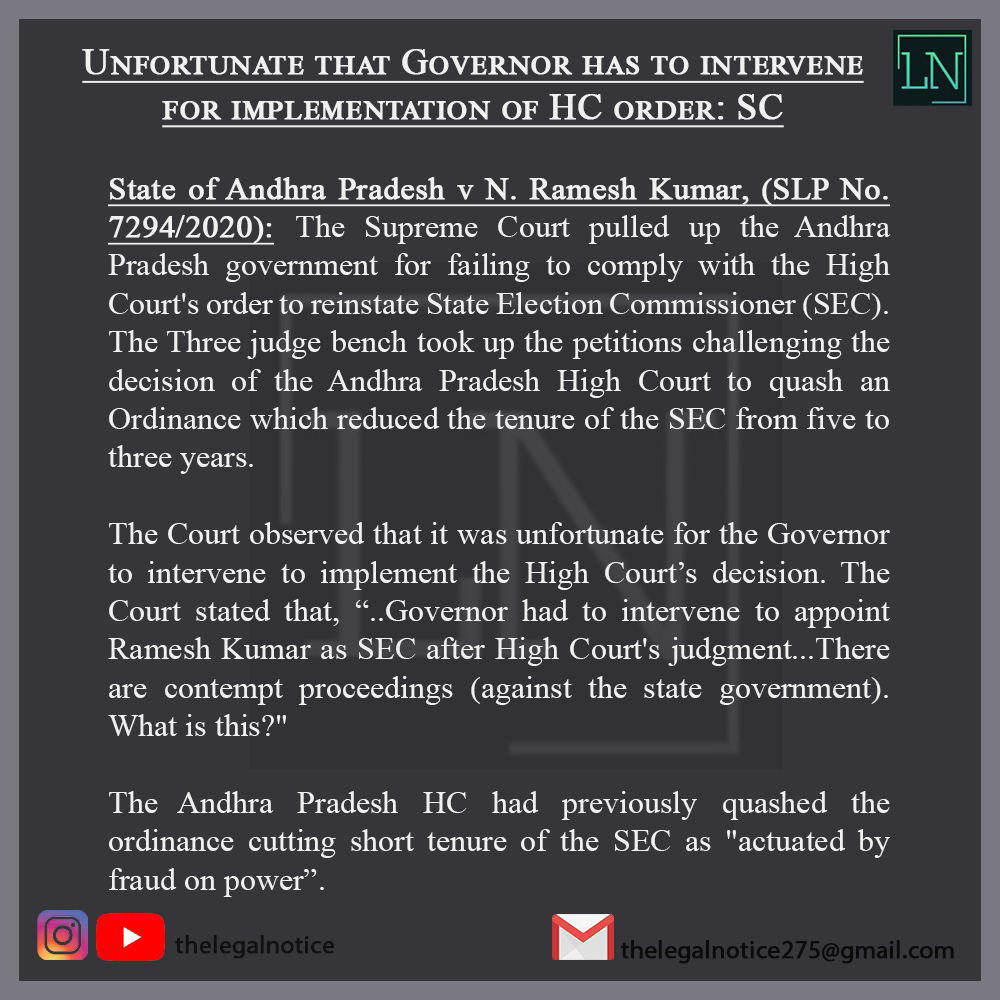 Unfortunate that Governor has to intervene
for implementation of HC order: SC
LN
State of Andhra Pradesh v N. Ramesh Kumar, (SLP No.
7294/2020): The Supreme Court pulled up the Andhra
Pradesh government for failing to comply with the High
Court's order to reinstate State Election Commissioner (SEC).
The Three judge bench took up the petitions challenging the
decision of the Andhra Pradesh High Court to quash an
Ordinance which reduced the tenure of the SEC from five to
three years.
The Court observed that it was unfortunate for the Governor
to intervene to implement the High Court’s decision. The
Court stated that, “..Governor had to intervene to appoint
Ramesh Kumar as SEC after High Court's judgment...There
are contempt proceedings (against the state government).
What is this?"
The Andhra Pradesh HC had previously quashed the
ordinance cutting short tenure of the SEC as "actuated by
fraud on power”.
thelegalnotice
thelegalnotice275@gmail.com